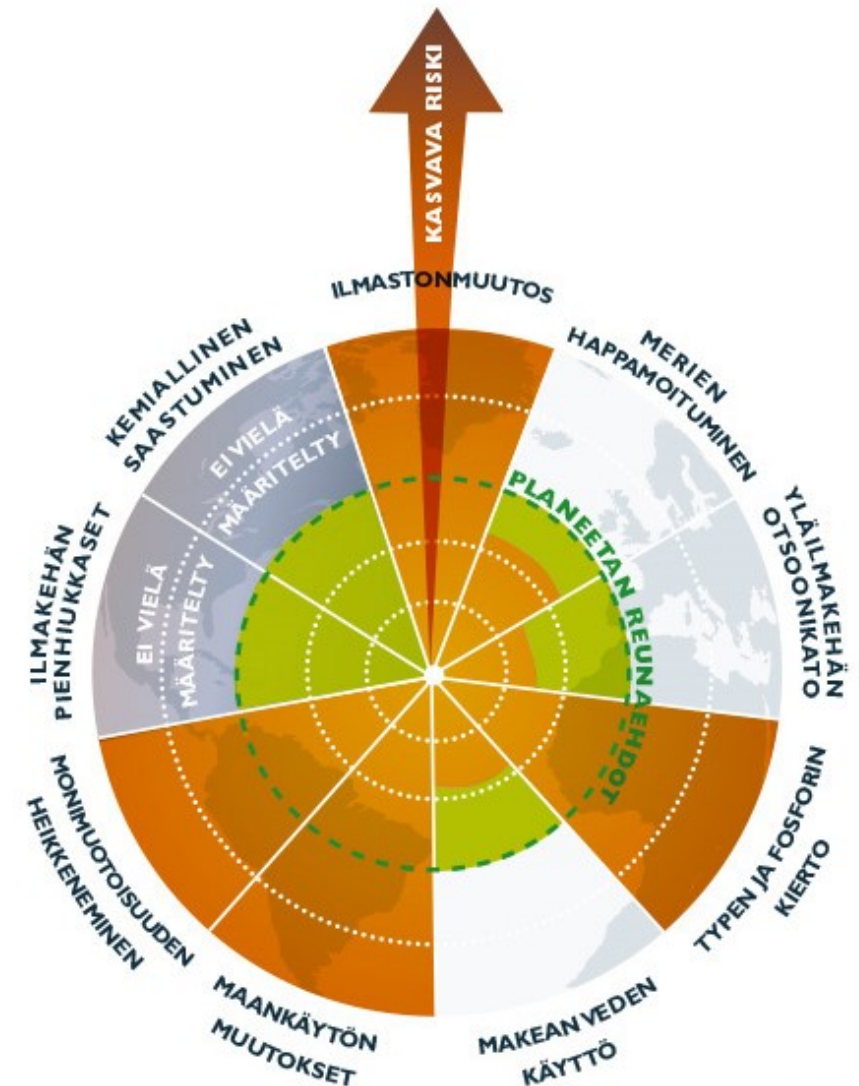 KASVAVA RISKI
ILMASTONMUUTOS
MERIEN
HAPPAMOITUMINEN
YLÄILMAKEHÄN
OTSOONIKATO
TYPEN JA FOSFORIN
KIERTO
MAKEAN VEDEN
KÄYTTÖ
MAANKÄYTÖN
MUUTOKSET
MONIMUOTOISUUDEN
HEIKKENEMINEN
ILMAKEHÄN
PIENHIUKKASET
KEMIALLINEN
SAASTUMINEN
EI VIELÄ
MÄÄRITELTY
EI VIELÄ
MÄÄRITELTY
PLANEETAN REUNAEHDOT